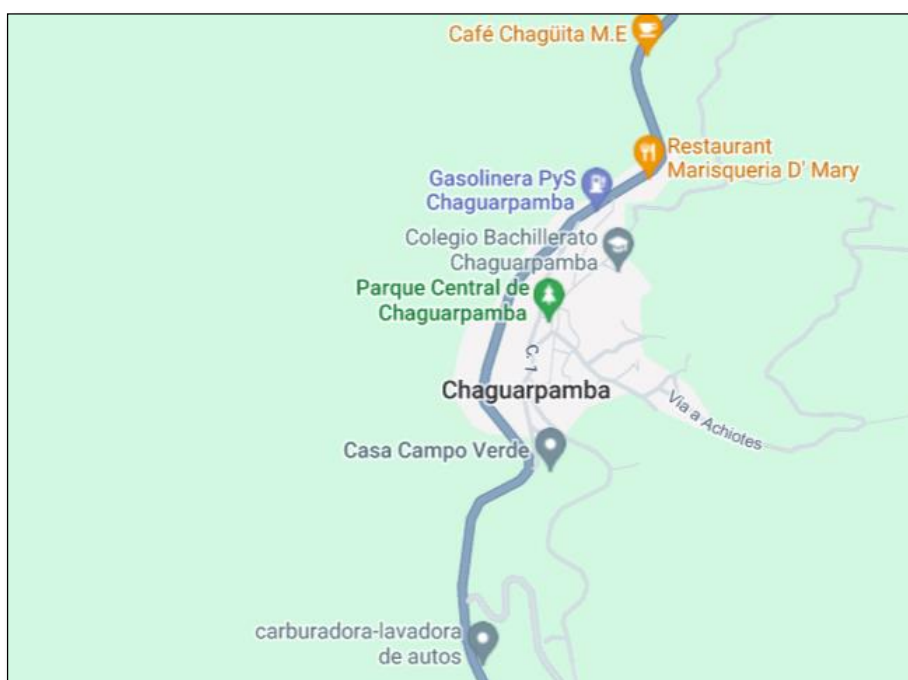 Café Chagüita M.E
Restaurant
Marisqueria D' Mary
Gasolinera PyS
Chaguarpamba
Colegio Bachillerato
Chaguarpamba
Parque Central de
Chaguarpamba
C. 1
Chaguarpamba
Via a Achiotes
Casa Campo Verde
carburadora-lavadora
de autos